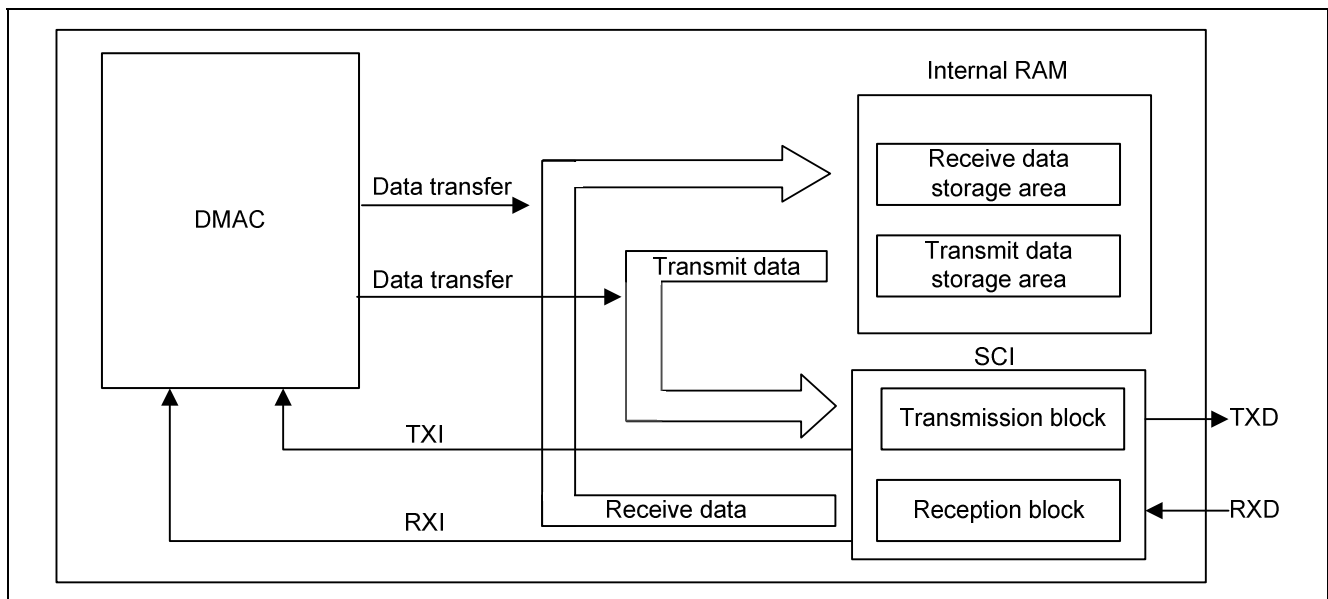 Internal RAM
DMAC
Data transfer
Data transfer
Receive data
storage area
Transmit data
storage area
Transmit data
SCI
Transmission block
TXD
TXI
Receive data
Reception block
RXD
RXI